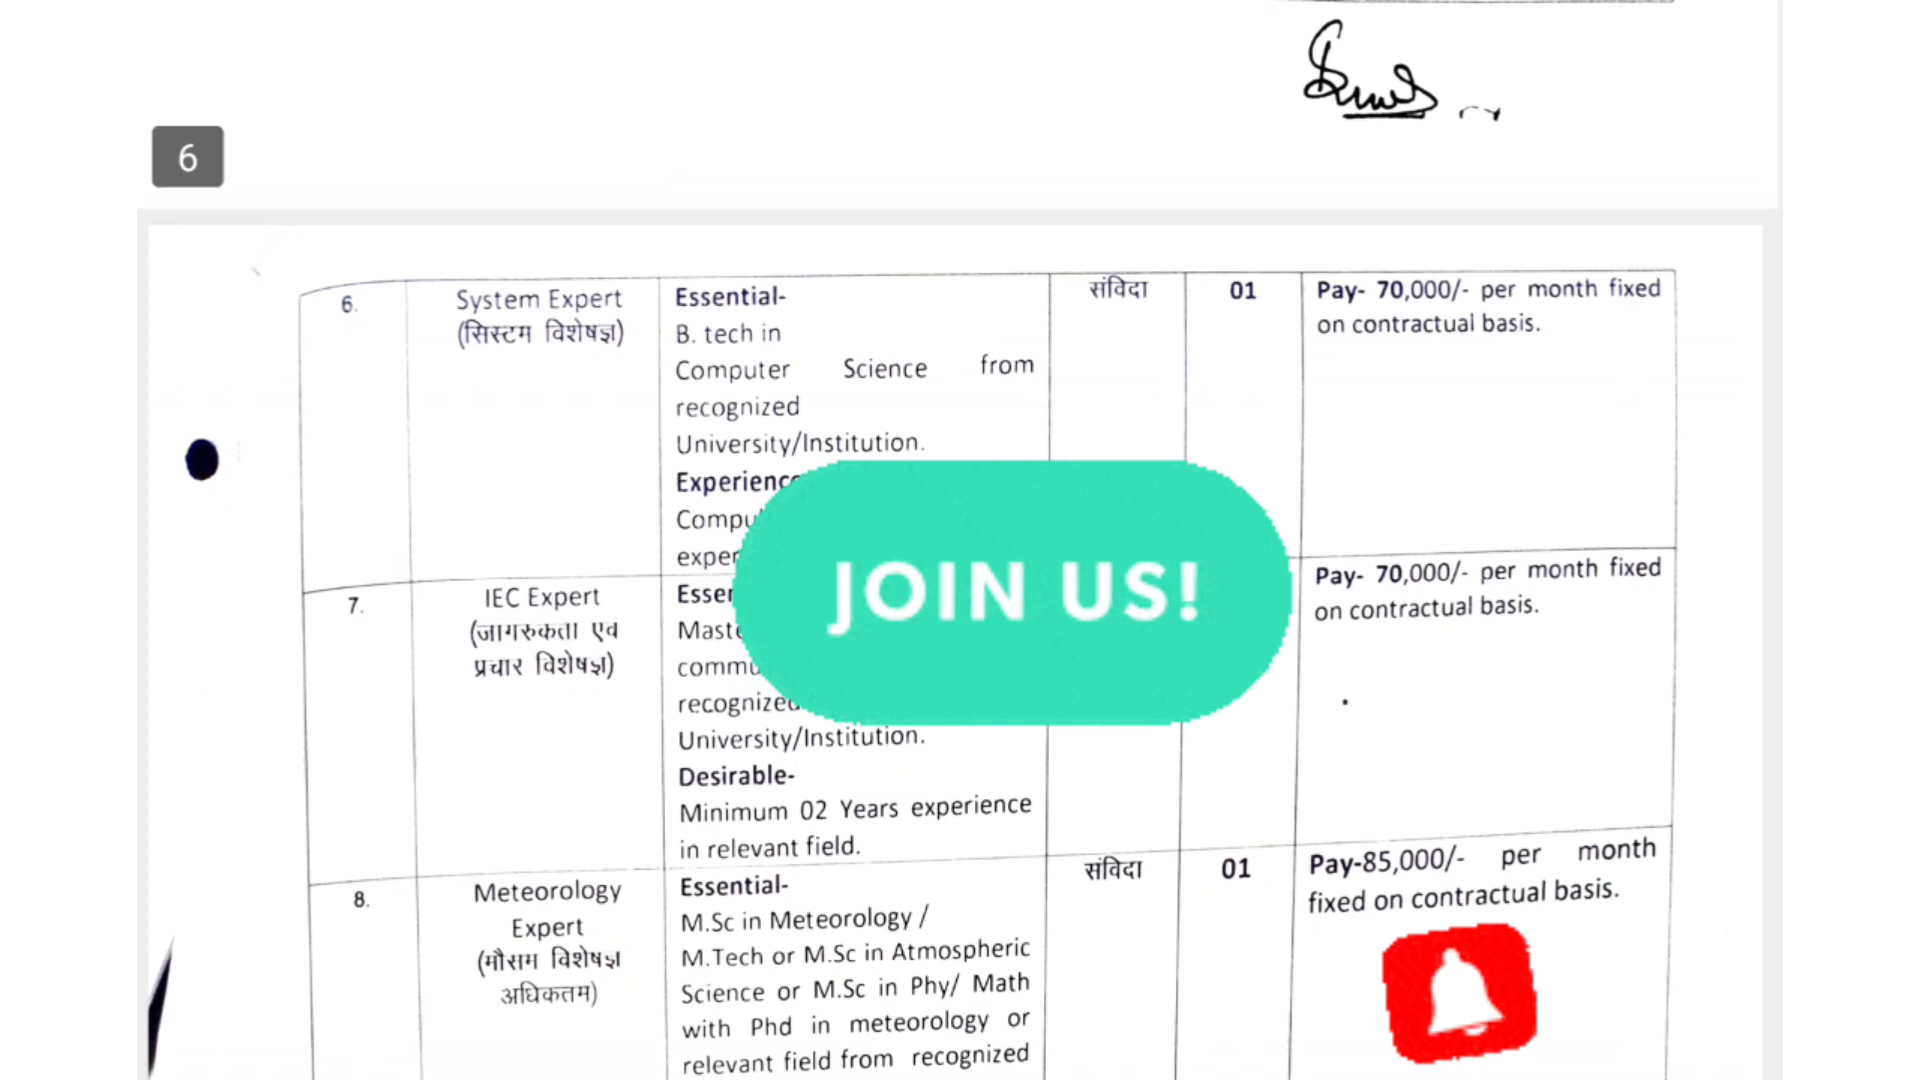 6
6.
System Expert
(सिस्टम विशेषज्ञ)
Essential-
B. tech in
Computer Science from
recognized
University/Institution.
संविदा
01
Pay- 70,000/- per month fixed
on contractual basis.
7.
IEC Expert
(जागरुकता एवं
प्रचार विशेषज्ञ)
recognized
University/Institution.
Desirable-
Minimum 02 Years experience
in relevant field.
Pay- 70,000/- per month fixed
on contractual basis.
JOIN US!
8.
Meteorology
Expert
(मौसम विशेषज्ञ
अधिकतम)
Essential-
M.Sc in Meteorology /
M.Tech or M.Sc in Atmospheric
Science or M.Sc in Phy/ Math
with Phd in meteorology or
relevant field from recognized
संविदा
01
Pay-85,000/- per month
fixed on contractual basis.